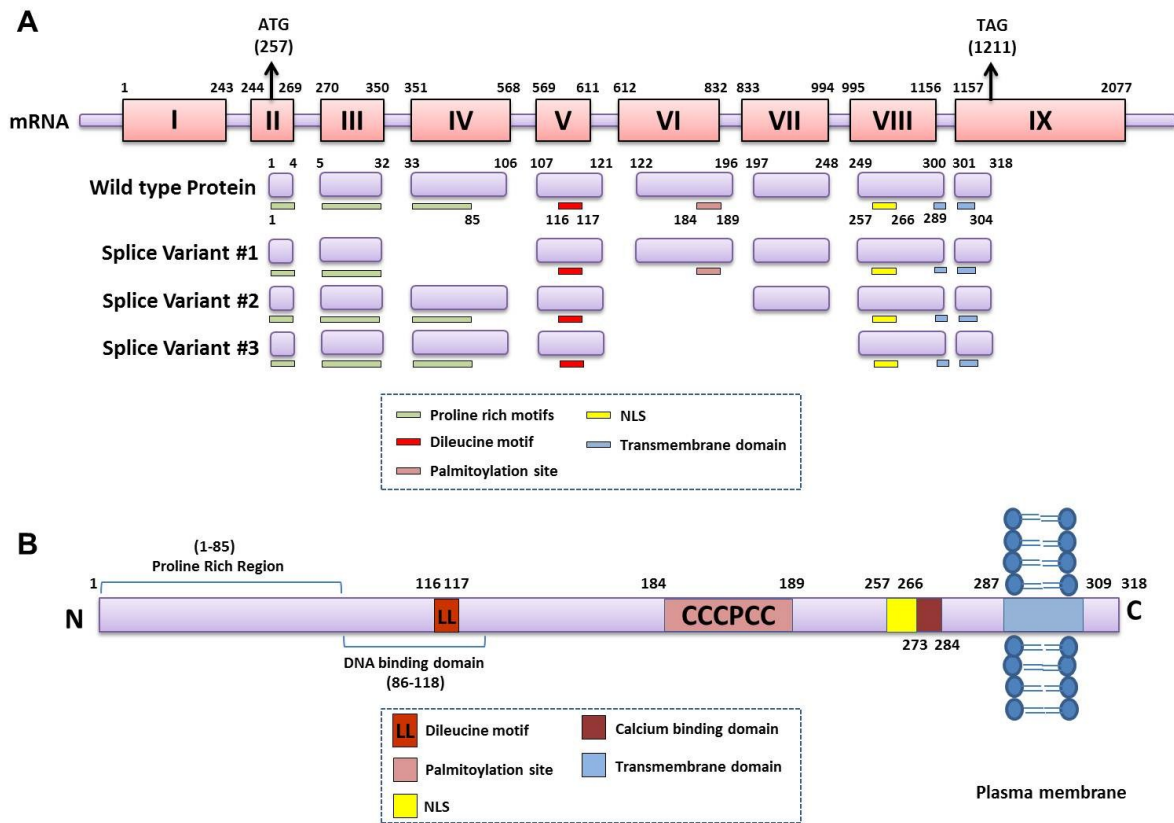 A
ATG
(257)
TAG
(1211)
1 243 244 269 270 350 351 568 569 611 612 832 833 994 995 1156 1157 2077
mRNA I II III IV V VI VII VIII IX
1 4 5 32 33 106 107 121 122 196 197 248 249 300 301 318
Wild type Protein
1 85 116 117 184 189 257 266 289 304
Splice Variant #1
Splice Variant #2
Splice Variant #3
Proline rich motifs NLS
Dileucine motif Transmembrane domain
Palmitoylation site
B
(1-85)
Proline Rich Region
1 116 117 184 189 257 266 287 309 318
N LL CCCPCC C
273 284
DNA binding domain
(86-118)
LL Dileucine motif Calcium binding domain
Palmitoylation site Transmembrane domain
NLS
Plasma membrane